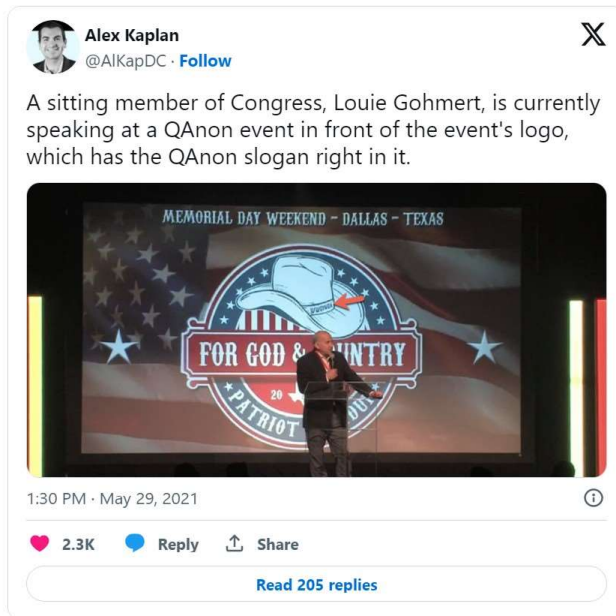 Alex Kaplan
@AlKapDC · Follow
A sitting member of Congress, Louie Gohmert, is currently
speaking at a QAnon event in front of the event's logo,
which has the QAnon slogan right in it.
MEMORIAL DAY WEEKEND - DALLAS - TEXAS
FOR GOD & UNTRY
20
PATRIOT
1:30 PM · May 29, 2021
2.3K
Reply
Share
Read 205 replies